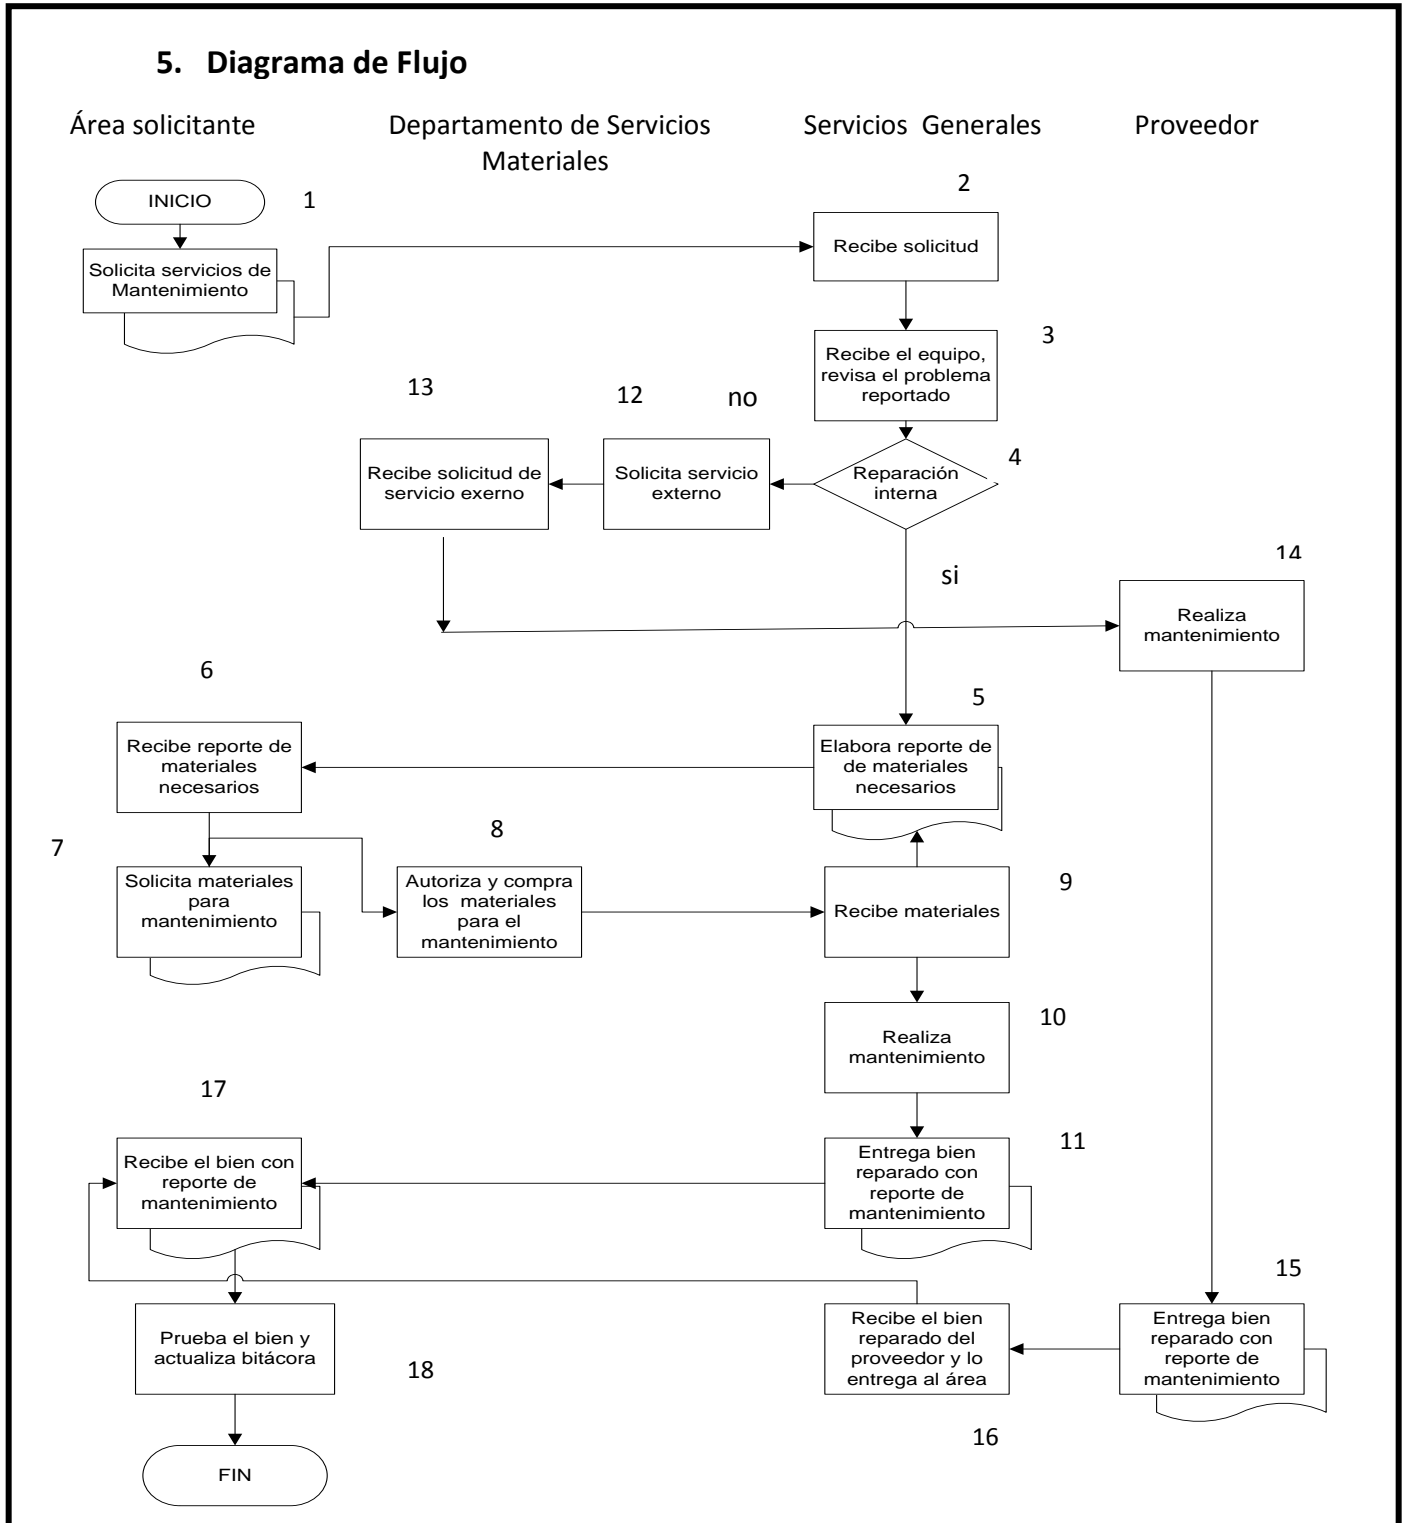 5. Diagrama de Flujo
Área solicitante
Departamento de Servicios
Materiales
Servicios Generales
Proveedor
INICIO
1
2
Solicita servicios de
Mantenimiento
Recibe solicitud
3
Recibe el equipo,
revisa el problema
reportado
13
12
no
4
Recibe solicitud de
servicio exerno
Solicita servicio
externo
Reparación
interna
si
14
Realiza
mantenimiento
6
5
Recibe reporte de
materiales
necesarios
Elabora reporte de
de materiales
necesarios
7
8
9
Solicita materiales
para
mantenimiento
Autoriza y compra
los materiales
para el
mantenimiento
Recibe materiales
10
Realiza
mantenimiento
17
11
Recibe el bien con
reporte de
mantenimiento
Entrega bien
reparado con
reporte de
mantenimiento
15
Prueba el bien y
actualiza bitácora
18
Recibe el bien
reparado del
proveedor y lo
entrega al área
Entrega bien
reparado con
reporte de
mantenimiento
16
FIN